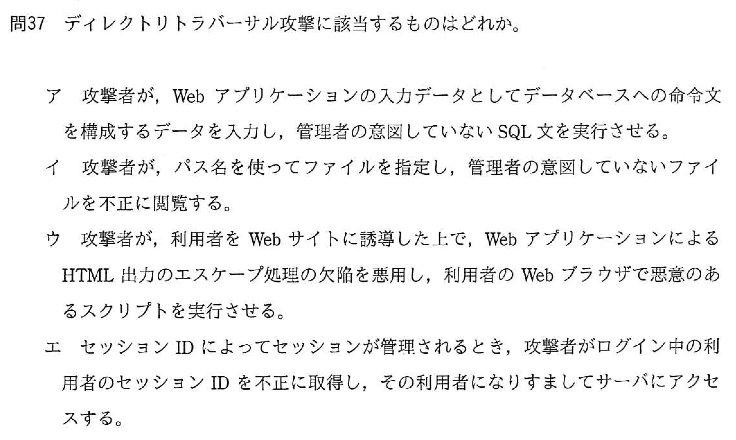 問37 ディレクトリトラバーサル攻撃に該当するものはどれか。
ア 攻撃者が，Web アプリケーションの入力データとしてデータベースへの命令文
を構成するデータを入力し，管理者の意図していない SQL 文を実行させる。
イ 攻撃者が，パス名を使ってファイルを指定し，管理者の意図していないファイ
ルを不正に閲覧する。
ウ 攻撃者が，利用者を Web サイトに誘導した上で，Web アプリケーションによる
HTML 出力のエスケープ処理の欠陥を悪用し，利用者の Web ブラウザで悪意のあ
るスクリプトを実行させる。
エ セッション ID によってセッションが管理されるとき，攻撃者がログイン中の利
用者のセッション ID を不正に取得し，その利用者になりすましてサーバにアクセ
スする。